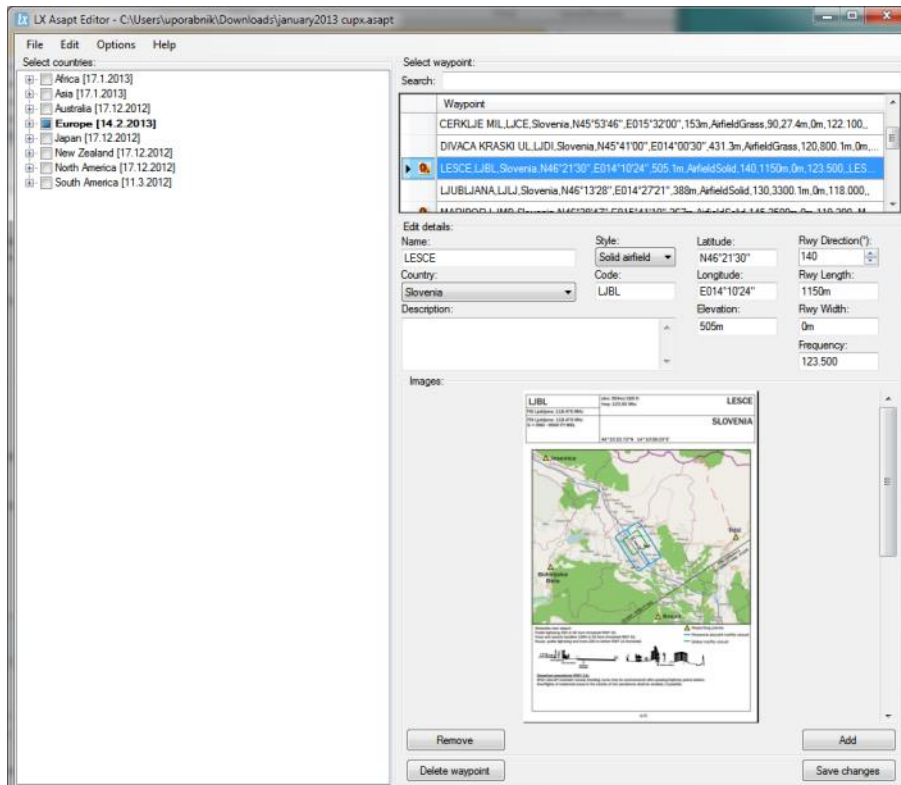 LX Asapt Editor - C:\Users\uporabnik\Downloads\january2013 cupx.asapt
File Edit Options Help
Select countries:
Africa [17.1.2013]
Asia [17.1.2013]
Australia [17.12.2012]
Europe [14.2.2013]
Japan [17.12.2012]
New Zealand [17.12.2012]
North America [17.12.2012]
South America [11.3.2012]
Select waypoint:
Search:
Waypoint
CERKLJE MIL,LJCE,Slovenia,N45°53'46",E015°32'00",153m,AirfieldGrass,90,27.4m,0m,122.100,,
DIVACA KRASKI UL,LJDI,Slovenia,N45°41'00",E014°00'30",431.3m,AirfieldGrass,120,800.1m,0m,...
LESCE,LJBL,Slovenia,N46°21'30",E014°10'24",505.1m,AirfieldSolid,140,1150m,0m,123.500,,LES...
LJUBLJANA,LJLJ,Slovenia,N46°13'28",E014°27'21",388m,AirfieldSolid,130,3300.1m,0m,118.000,,
Edit details:
Name:
LESCE
Style:
Solid airfield
Latitude:
N46°21'30"
Rwy Direction(°):
140
Country:
Slovenia
Code:
LJBL
Longitude:
E014°10'24"
Rwy Length:
1150m
Description:
Elevation:
505m
Rwy Width:
0m
Frequency:
123.500
Images:
LJBL
LESCE
SLOVENIA
Remove
Add
Delete waypoint
Save changes